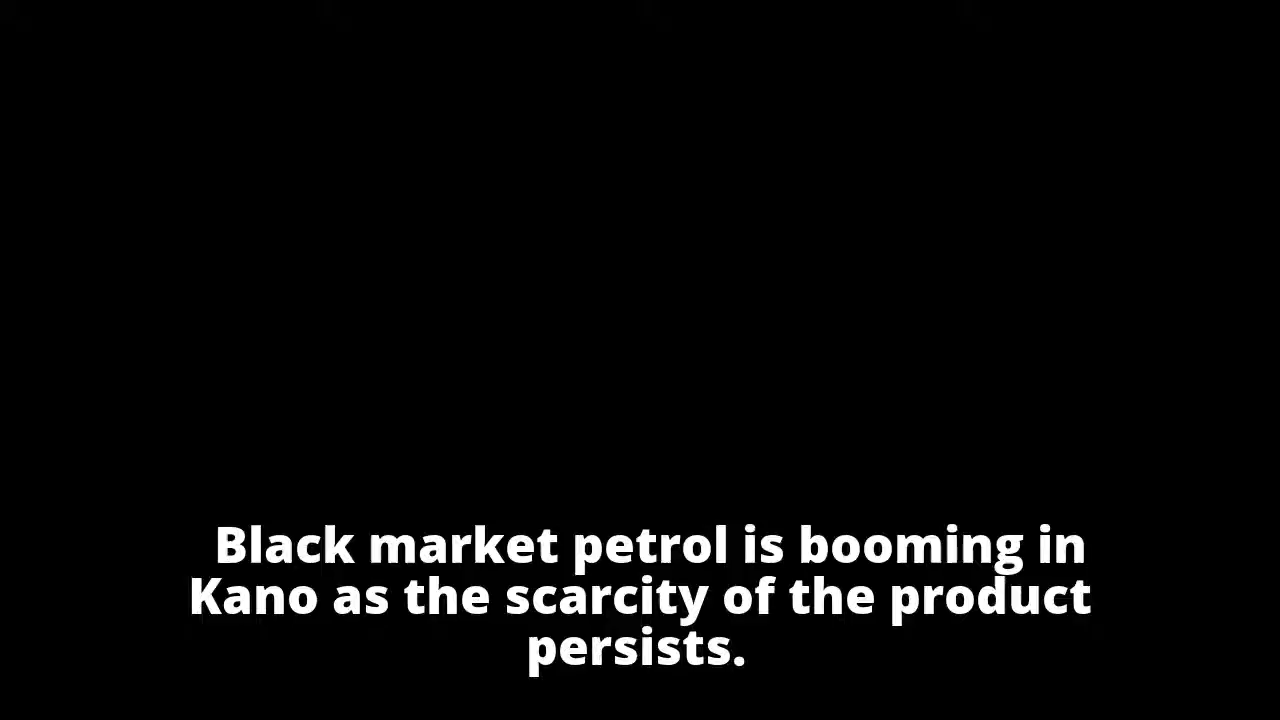 Black market petrol is booming in
Kano as the scarcity of the product
persists.